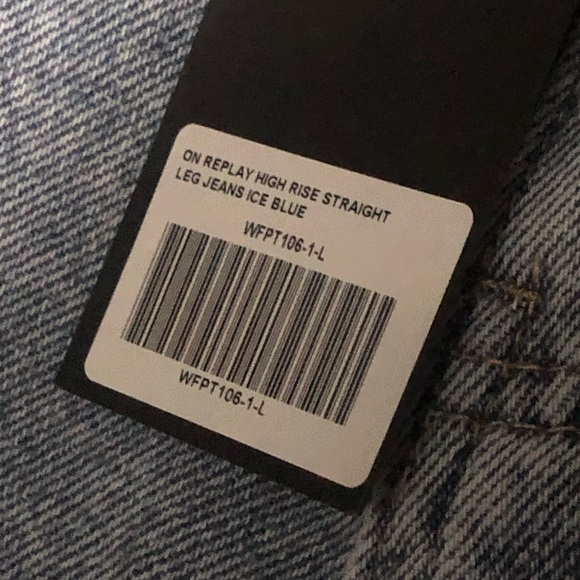 ON REPLAY HIGH RISE STRAIGHT
LEG JEANS ICE BLUE
WFPT106-1-L
WFPT106-1-L